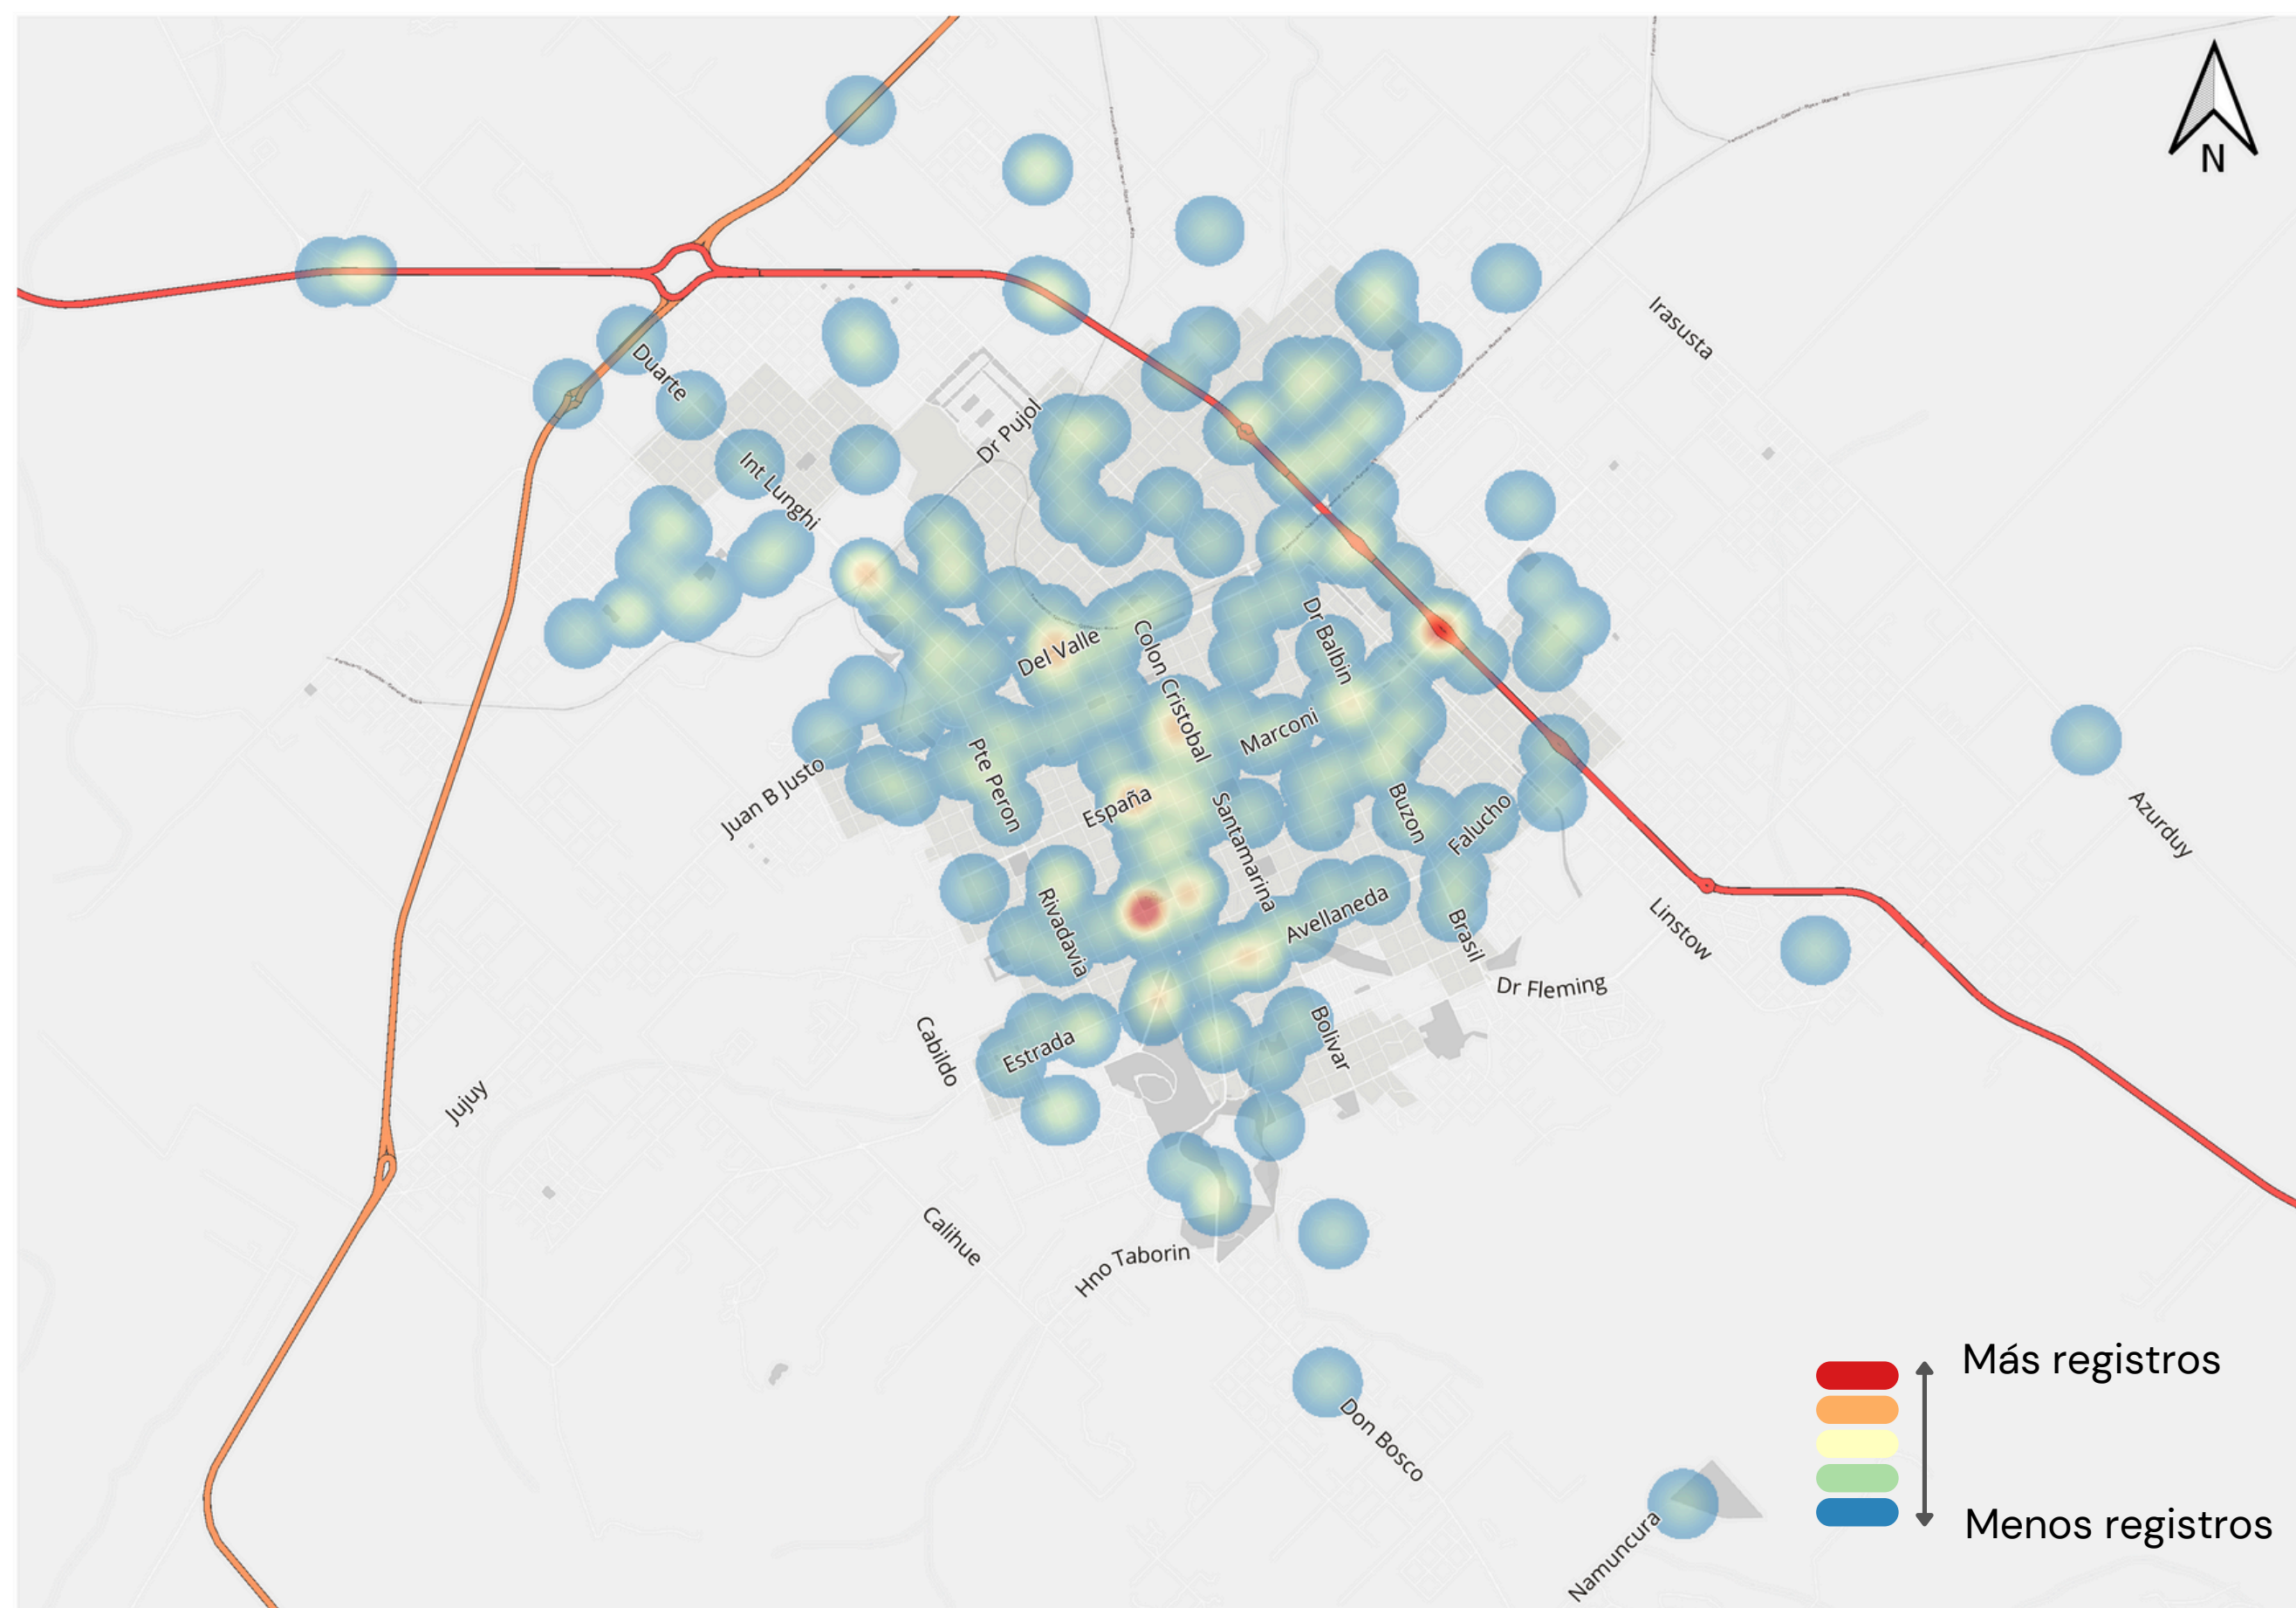 N
Irasusta
Duarte
Dr Pujol
Int Lunghi
Del Valle
Colon Cristobal
Dr Balbin
Marconi
Pte Peron
Juan B Justo
España
Santamarina
Buzon
Falucho
Azurduy
Rivadavia
Avellaneda
Brasil
Linstow
Dr Fleming
Cabildo
Estrada
Bolivar
Jujuy
Calihue
Hno Taborin
Don Bosco
Namuncura
Más registros
Menos registros